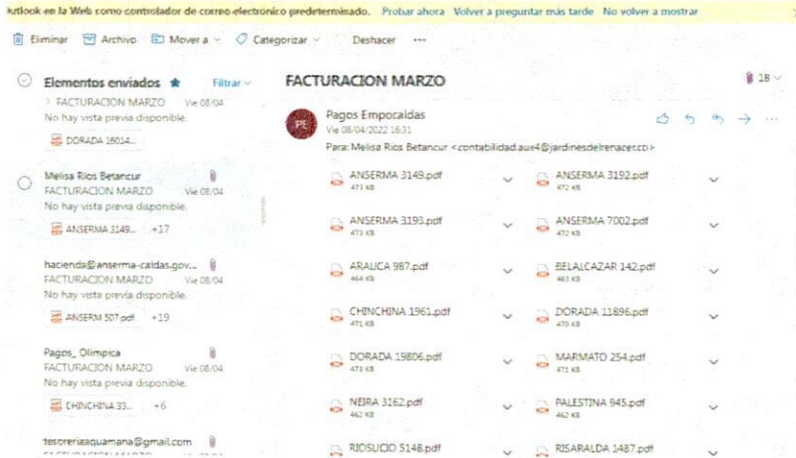 utlook en la Web como controlador de correo electrónico predeterminado. Probar ahora Volver a preguntar más tarde No volver a mostrar
Eliminar Archivo Mover a Categorizar Deshacer ...
Elementos enviados Filtrar
> FACTURACION MARZO Vie 08/04
No hay vista previa disponible.
DORADA 16014...
Melisa Rios Betancur
FACTURACION MARZO Vie 08/04
No hay vista previa disponible.
ANSERMA 3149... +17
hacienda@anserma-caldas.gov...
FACTURACION MARZO Vie 08/04
No hay vista previa disponible.
ANSERM 507.pdf +19
Pagos_ Olimpica
FACTURACION MARZO Vie 08/04
No hay vista previa disponible.
CHINCHINA 33... +6
tesoreriaaquamana@gmail.com
FACTURACION MARZO
FACTURACION MARZO 18
PE
Pagos Empocaldas
Vie 08/04/2022 16:31
Para: Melisa Rios Betancur <contabilidad.aux4@jardinesdelrenacer.co>
ANSERMA 3149.pdf ANSERMA 3192.pdf
471 KB 472 KB
ANSERMA 3193.pdf ANSERMA 7002.pdf
473 KB 472 KB
ARAUCA 987.pdf BELALCAZAR 142.pdf
464 KB 463 KB
CHINCHINA 1961.pdf DORADA 11896.pdf
471 KB 470 KB
DORADA 19806.pdf MARMATO 254.pdf
473 KB 471 KB
NEIRA 3162.pdf PALESTINA 945.pdf
462 KB 462 KB
RIOSUCIO 5148.pdf RISARALDA 1487.pdf